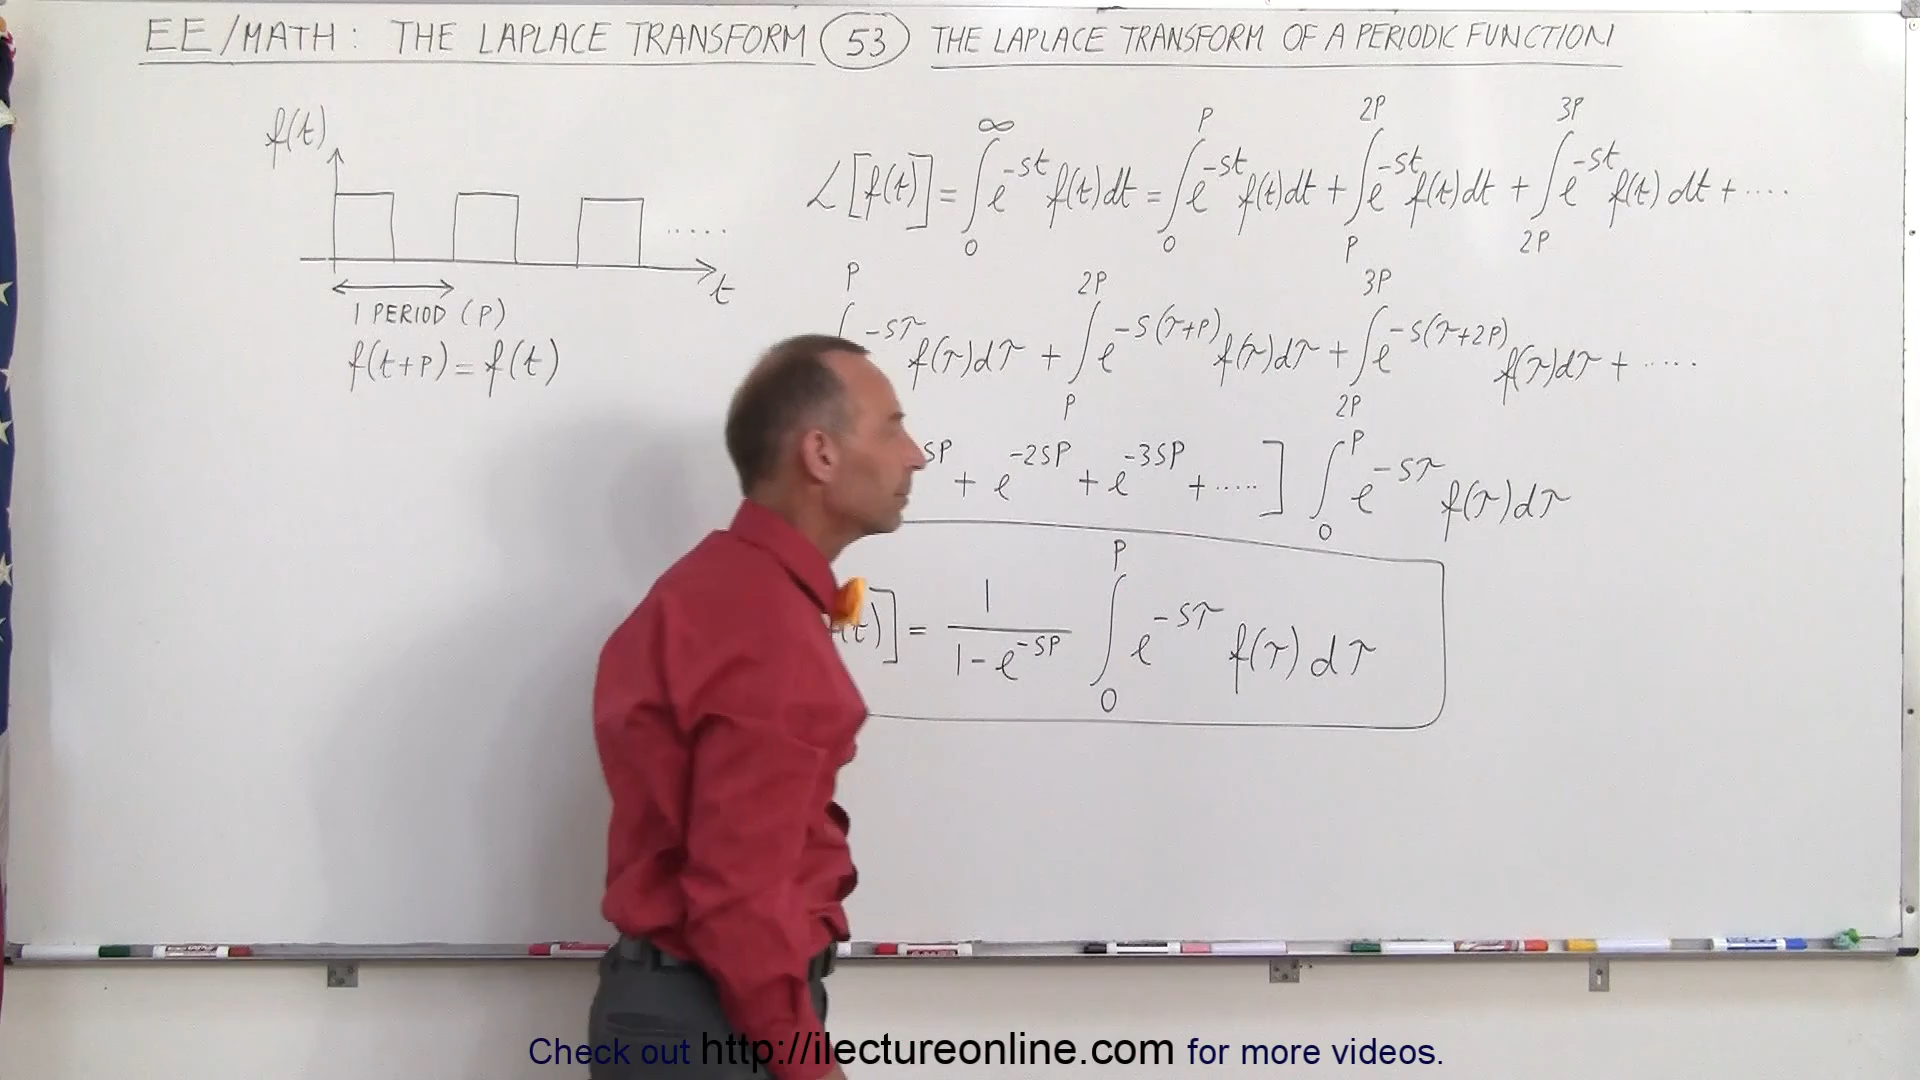 EE/MATH: THE LAPLACE TRANSFORM 53 THE LAPLACE TRANSFORM OF A PERIODIC FUNCTION
f(t)
t
1 PERIOD (P)
f(t+P) = f(t)
L[f(t)] = ∫₀^∞ e^{-st} f(t) dt = ∫₀^P e^{-st} f(t) dt + ∫_P^{2P} e^{-st} f(t) dt + ∫_{2P}^{3P} e^{-st} f(t) dt + ....
∫^P -sτ f(τ)dτ + ∫_P^{2P} e^{-s(τ+P)} f(τ)dτ + ∫_{2P}^{3P} e^{-s(τ+2P)} f(τ)dτ + .....
SP + e^{-2SP} + e^{-3SP} + .....] ∫₀^P e^{-sτ} f(τ)dτ
f(t)] = 1/(1-e^{-SP}) ∫₀^P e^{-sτ} f(τ) dτ
Check out http://ilectureonline.com for more videos.